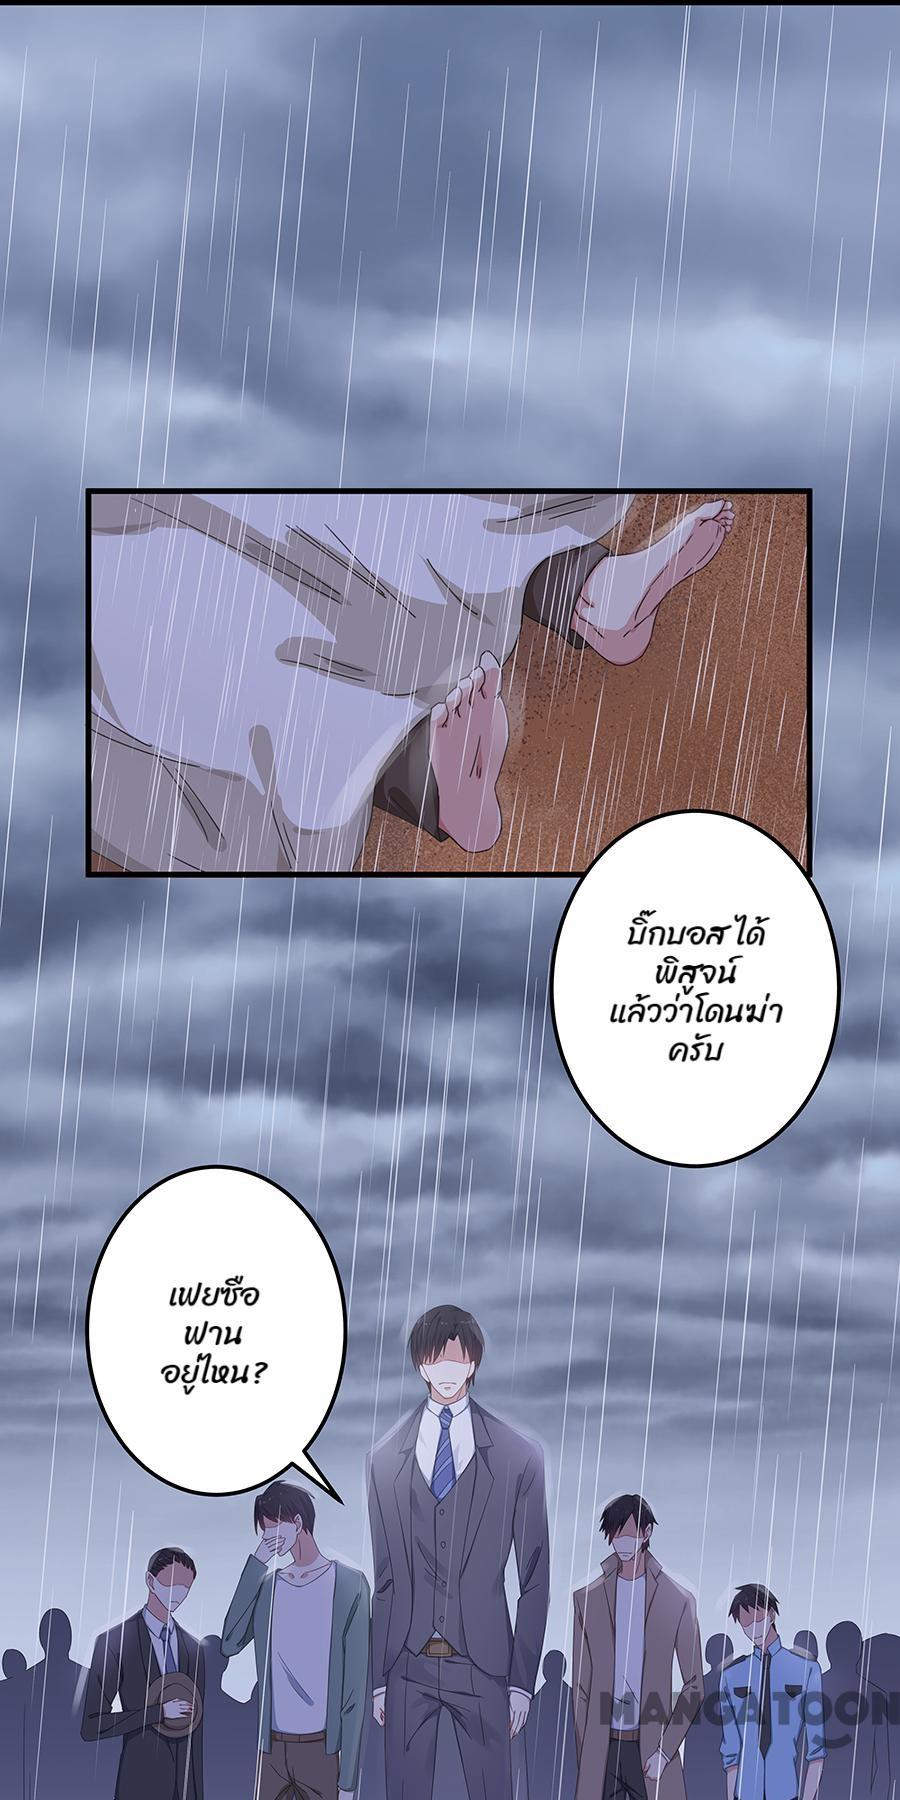 บิ๊กบอสได้
พิสูจน์
แล้วว่าโดนฆ่า
ครับ
เฟยซือ
ฟาน
อยู่ไหน?
MANGATOON